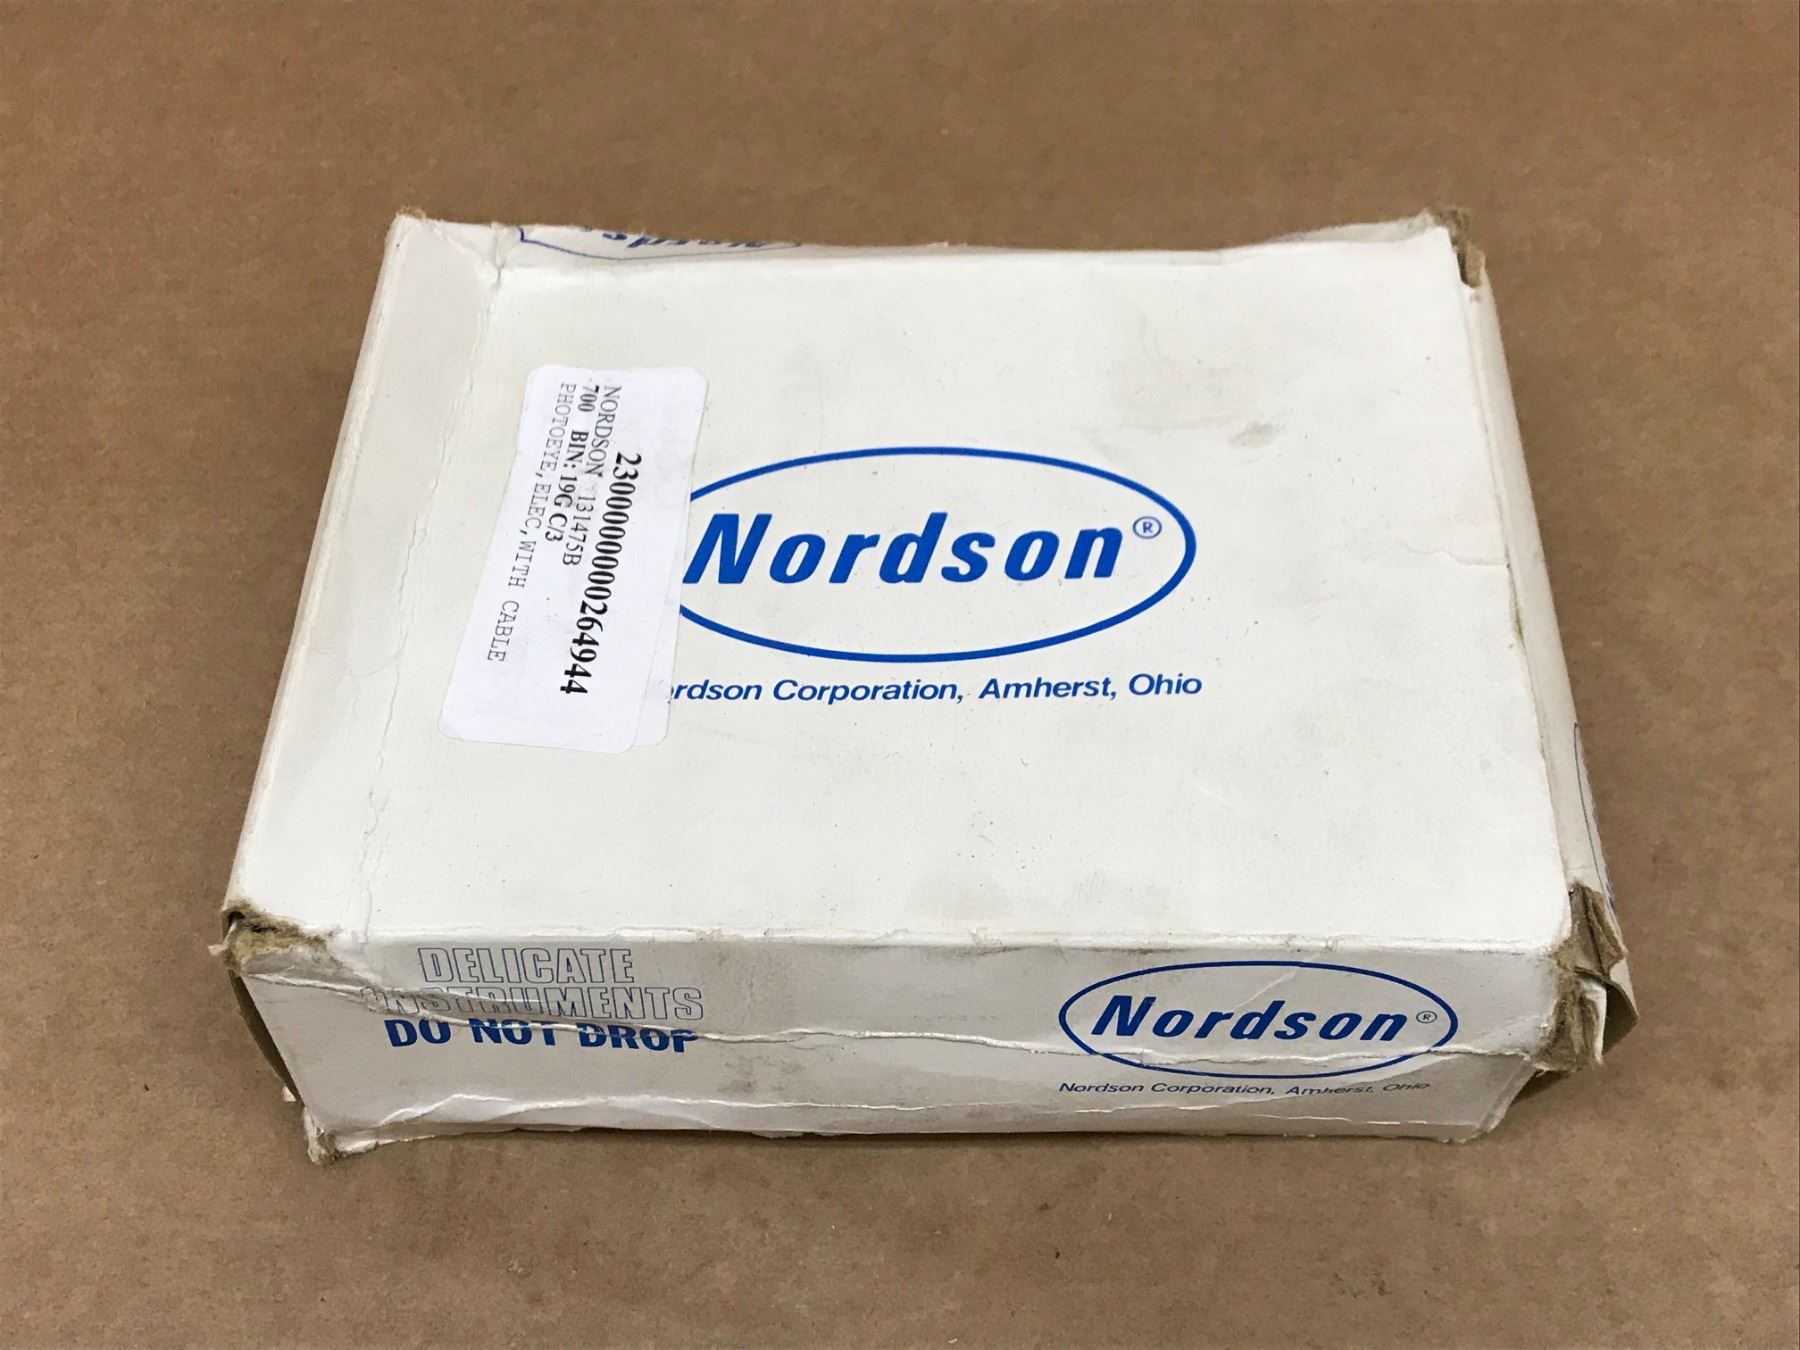 Nordson
230000000000264944
NORDSON 131475B
700 BIN: 19G C/3
PHOTOEYE, ELEC, WITH CABLE
Nordson®
Corporation, Amherst, Ohio
DELICATE
INSTRUMENTS
DO NOT DROP
Nordson®
Nordson Corporation, Amherst, Ohio